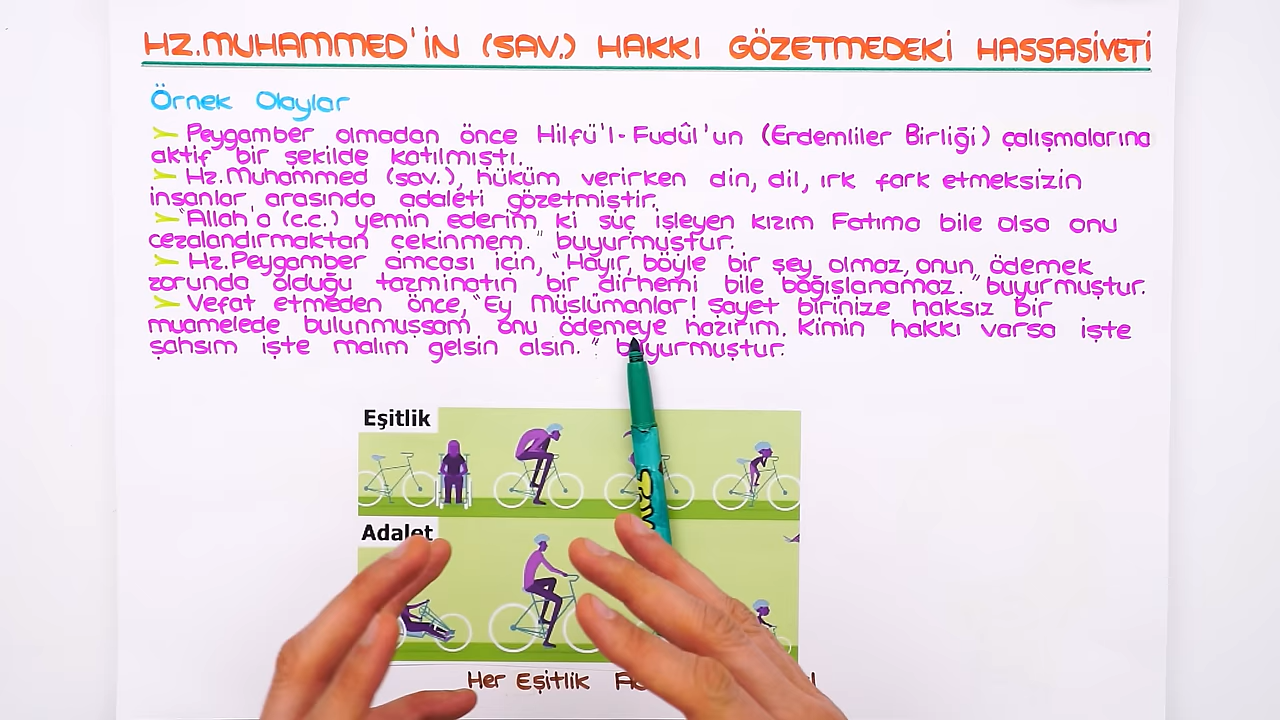 HZ.MUHAMMED'İN (SAV.) HAKKI GÖZETMEDEKİ HASSASİYETİ
Örnek Olaylar
Peygamber olmadan önce Hilfü'l-Fudûl'un (Erdemliler Birliği) çalışmalarına
aktif bir şekilde katılmıştı.
Hz.Muhammed (sav.), hüküm verirken din, dil, ırk fark etmeksizin
insanlar arasında adaleti gözetmiştir.
"Allah'a (c.c.) yemin ederim ki suç işleyen kızım Fatıma bile olsa onu
cezalandırmaktan çekinmem." buyurmuştur.
Hz.Peygamber amcası için, "Hayır, böyle bir şey olmaz, onun ödemek
zorunda olduğu tazminatın bir dirhemi bile bağışlanamaz." buyurmuştur.
Vefat etmeden önce, "Ey Müslümanlar! Şayet birinize haksız bir
muamelede bulunmuşsam onu ödemeye hazırım. Kimin hakkı varsa işte
şahsım işte malım gelsin alsın." buyurmuştur.
Eşitlik
Adalet
Her Eşitlik